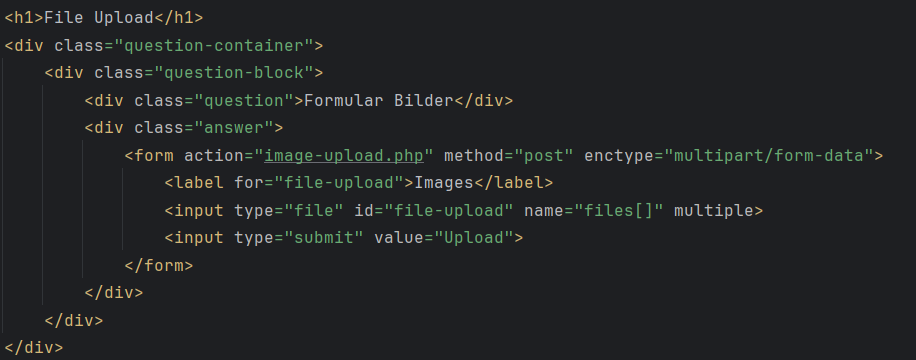 <h1>File Upload</h1>
<div class="question-container">
    <div class="question-block">
        <div class="question">Formular Bilder</div>
        <div class="answer">
            <form action="image-upload.php" method="post" enctype="multipart/form-data">
                <label for="file-upload">Images</label>
                <input type="file" id="file-upload" name="files[]" multiple>
                <input type="submit" value="Upload">
            </form>
        </div>
    </div>
</div>